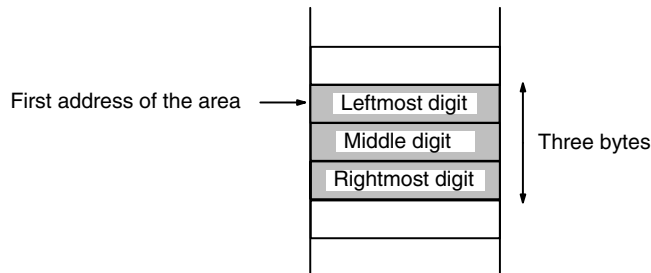 Leftmost digit
First address of the area
Middle digit
Three bytes
Rightmost digit